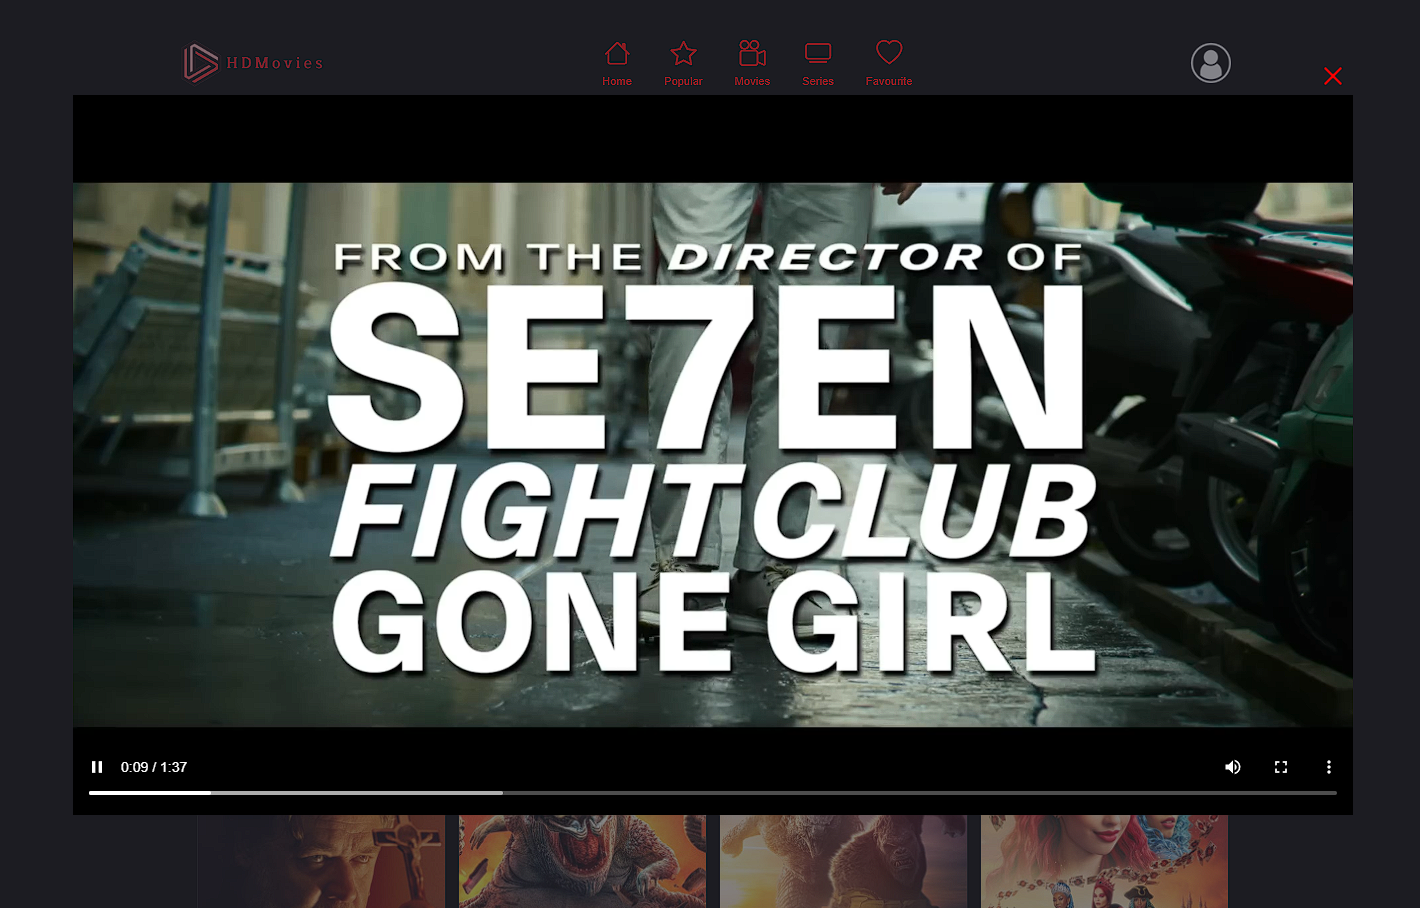 HDMovies
Home
Popular
Movies
Series
Favourite
FROM THE DIRECTOR OF
SE7EN
FIGHT CLUB
GONE GIRL
0:09 / 1:37